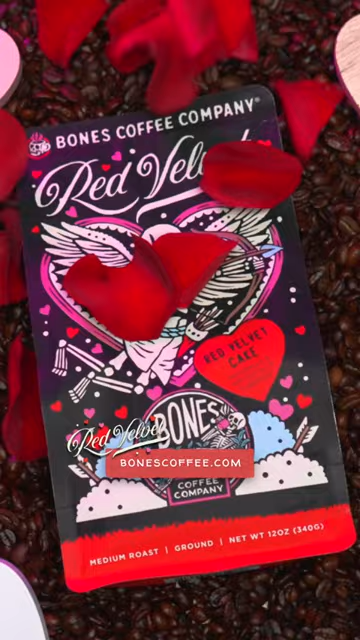 BONES COFFEE COMPANY®
Red
RED VELVET
CAKE
BONES
Red Velvet
BONESCOFFEE.COM
COFFEE
COMPANY
MEDIUM ROAST | GROUND | NET WT 12OZ (340G)